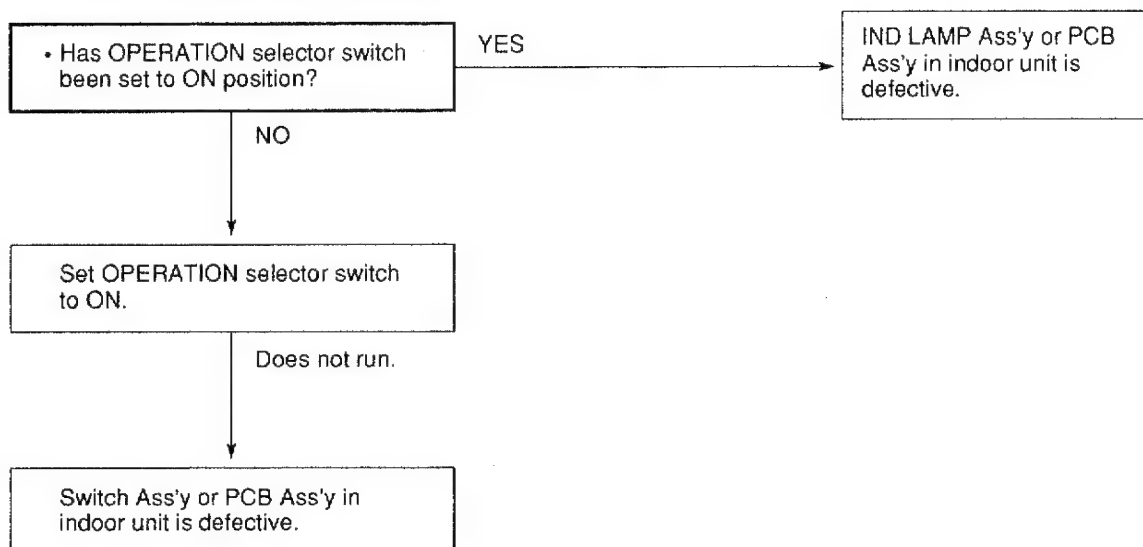 • Has OPERATION selector switch
been set to ON position?
YES
IND LAMP Ass'y or PCB
Ass'y in indoor unit is
defective.
NO
Set OPERATION selector switch
to ON.
Does not run.
Switch Ass'y or PCB Ass'y in
indoor unit is defective.